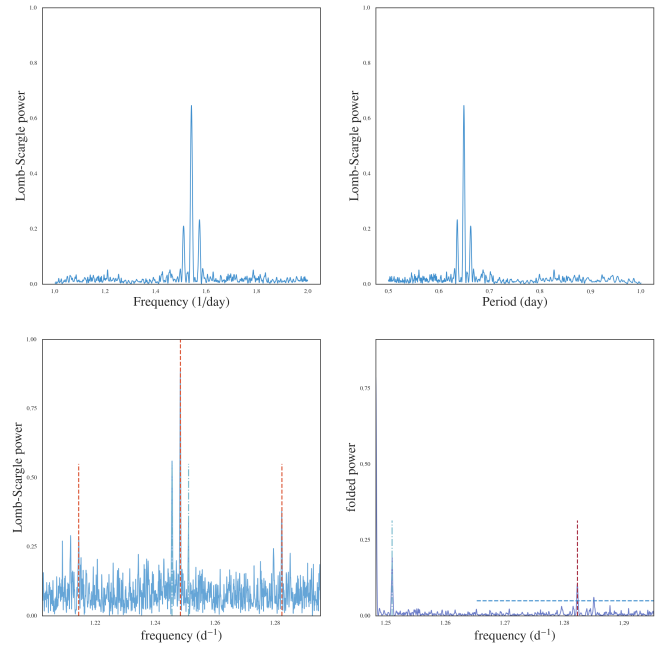 1.0
0.8
0.6
0.4
0.2
0.0
Lomb-Scargle power
1.0 1.2 1.4 1.6 1.8 2.0
Frequency (1/day)
1.0
0.8
0.6
0.4
0.2
0.0
Lomb-Scargle power
0.5 0.6 0.7 0.8 0.9 1.0
Period (day)
1.00
0.75
0.50
0.25
0.00
Lomb-Scargle power
1.22 1.24 1.26 1.28
frequency (d⁻¹)
0.75
0.50
0.25
0.00
folded power
1.25 1.26 1.27 1.28 1.29
frequency (d⁻¹)